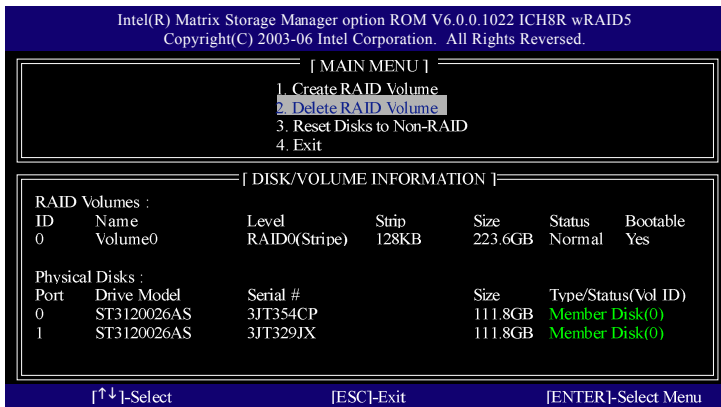 Intel(R) Matrix Storage Manager option ROM V6.0.0.1022 ICH8R wRAID5
Copyright(C) 2003-06 Intel Corporation.  All Rights Reversed.
[ MAIN MENU ]
1. Create RAID Volume
2. Delete RAID Volume
3. Reset Disks to Non-RAID
4. Exit
[ DISK/VOLUME INFORMATION ]
RAID Volumes :
ID Name Level Strip Size Status Bootable
0 Volume0 RAID0(Stripe) 128KB 223.6GB Normal Yes
Physical Disks :
Port Drive Model Serial # Size Type/Status(Vol ID)
0 ST3120026AS 3JT354CP 111.8GB Member Disk(0)
1 ST3120026AS 3JT329JX 111.8GB Member Disk(0)
[↑↓]-Select [ESC]-Exit [ENTER]-Select Menu